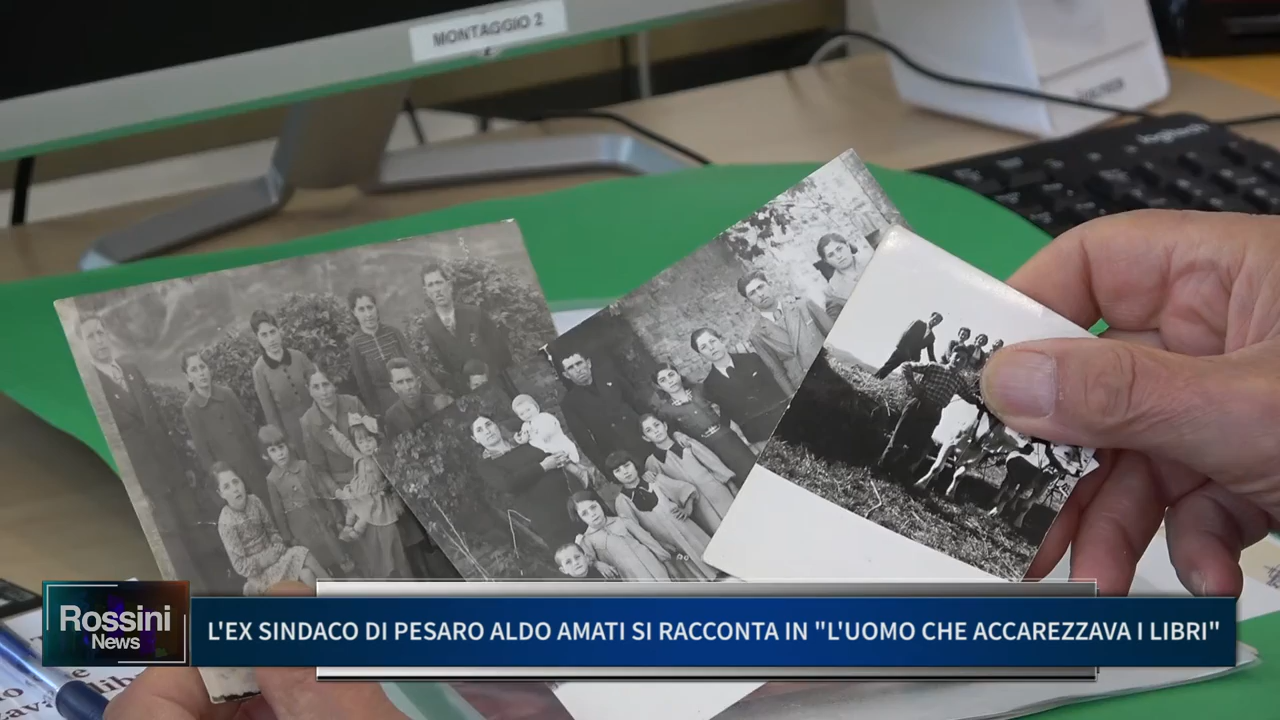 MONTAGGIO 2
logitech
Rossini
News
L'EX SINDACO DI PESARO ALDO AMATI SI RACCONTA IN "L'UOMO CHE ACCAREZZAVA I LIBRI"